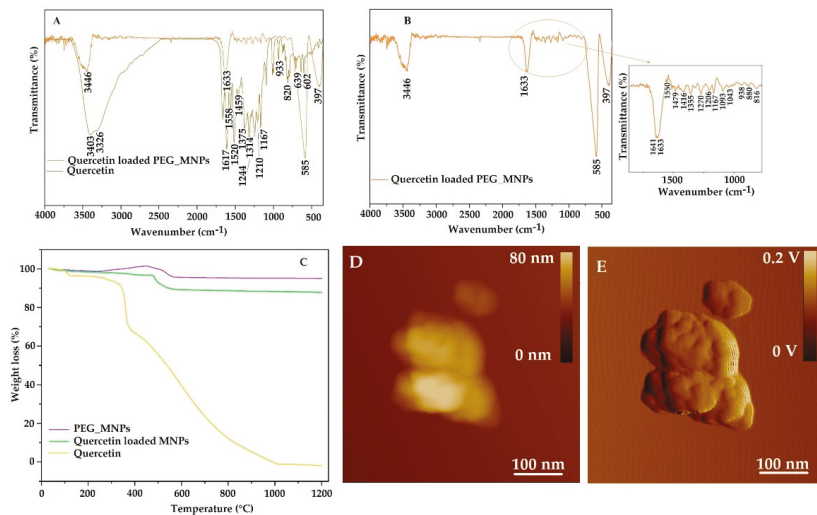 A
Transmittance (%)
3446
3403
3326
1633
1617
1558
1520
1459
1375
1244
1314
1210
1167
933
820
639
602
585
397
Quercetin loaded PEG_MNPs
Quercetin
4000 3500 3000 2500 2000 1500 1000 500
Wavenumber (cm⁻¹)
B
Transmittance (%)
3446
1633
585
397
Quercetin loaded PEG_MNPs
4000 3500 3000 2500 2000 1500 1000 500
Wavenumber (cm⁻¹)
Transmittance (%)
1641
1633
1550
1479
1416
1355
1270
1206
1167
1093
1043
938
880
816
1500 1000
Wavenumber (cm⁻¹)
C
Weight loss (%)
100
80
60
40
20
0
PEG_MNPs
Quercetin loaded MNPs
Quercetin
0 200 400 600 800 1000 1200
Temperature (°C)
D
80 nm
0 nm
100 nm
E
0.2 V
0 V
100 nm